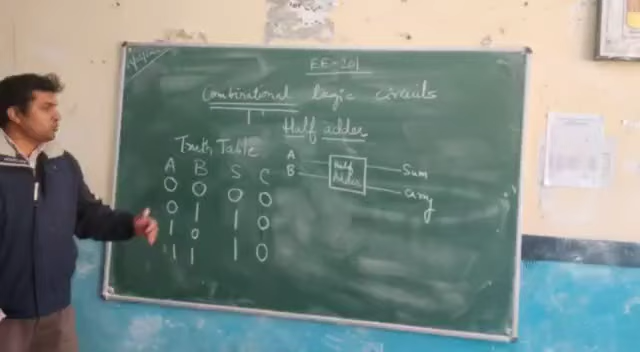 EE-201
Combinational logic circuits
Half adder
Truth Table
A B S C
0 0 0 0
0 1 1 0
1 0 1 0
1 1 1 0
A
B
Half Adder
Sum
Carry